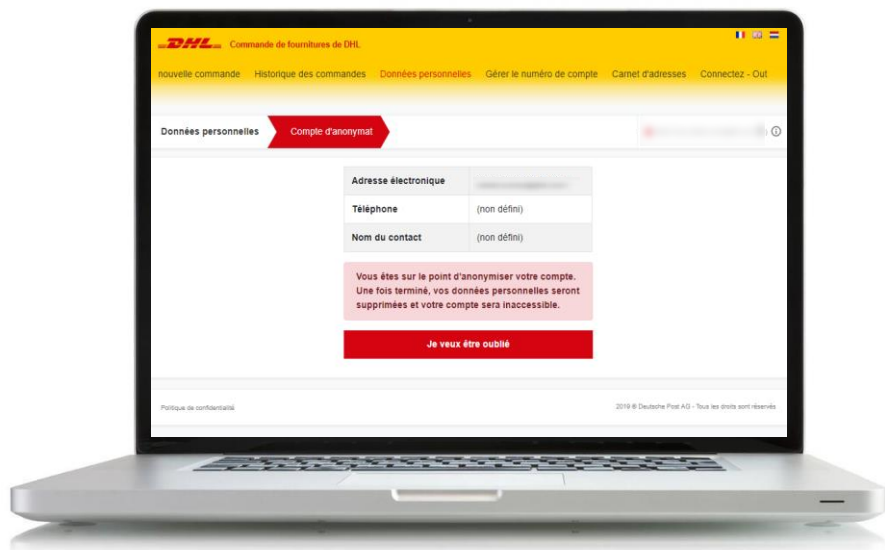 DHL
Commande de fournitures de DHL
nouvelle commande Historique des commandes Données personnelles Gérer le numéro de compte Carnet d'adresses Connectez - Out
Données personnelles Compte d'anonymat
Adresse électronique
Téléphone (non défini)
Nom du contact (non défini)
Vous êtes sur le point d'anonymiser votre compte.
Une fois terminé, vos données personnelles seront
supprimées et votre compte sera inaccessible.
Je veux être oublié
Politique de confidentialité 2019 © Deutsche Post AG - Tous les droits sont réservés